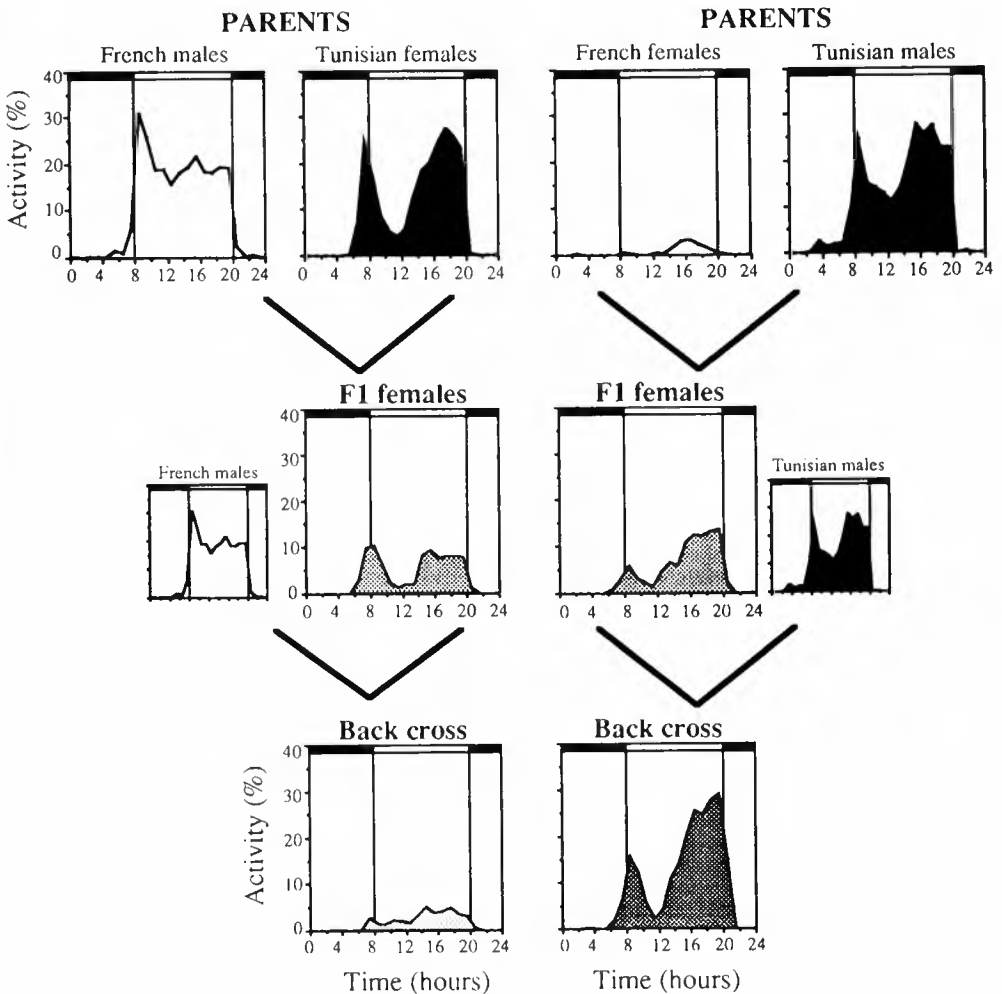 PARENTS PARENTS
French males Tunisian females French females Tunisian males
Activity (%)
40
30
20
10
0
0 4 8 12 16 20 24 0 4 8 12 16 20 24 0 4 8 12 16 20 24 0 4 8 12 16 20 24
F1 females F1 females
French males Tunisian males
40
30
20
10
0
0 4 8 12 16 20 24 0 4 8 12 16 20 24
Back cross Back cross
Activity (%)
40
30
20
10
0
0 4 8 12 16 20 24 0 4 8 12 16 20 24
Time (hours) Time (hours)